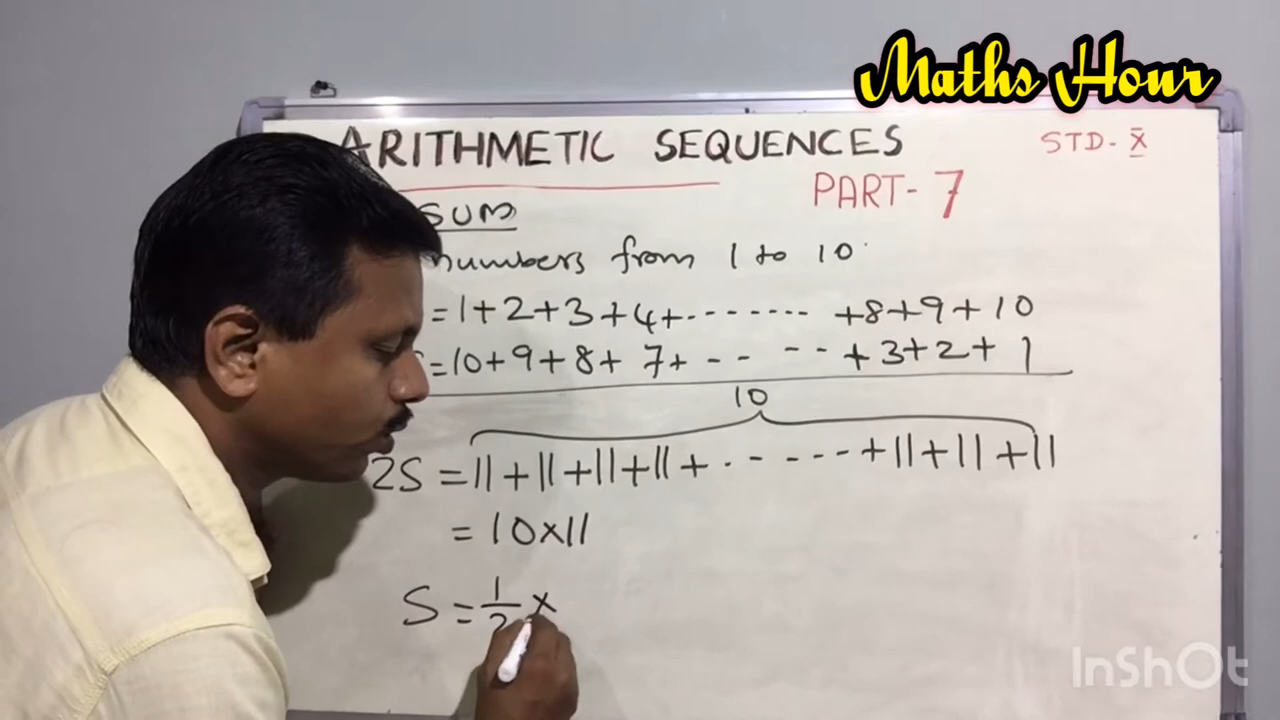 Maths Hour
ARITHMETIC SEQUENCES
STD- X
PART-7
SUM
numbers from 1 to 10
=1+2+3+4+------- +8+9+10
=10+9+8+7+-- --+3+2+1
10
2S =11+11+11+11+.-----+11+11+11
=10×11
S=1/2×
InShOt